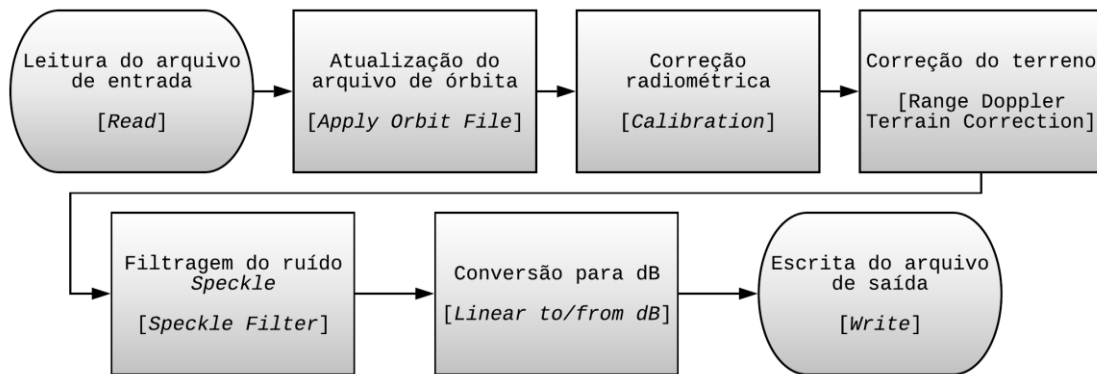 Leitura do arquivo
de entrada
[Read]
Atualização do
arquivo de órbita
[Apply Orbit File]
Correção
radiométrica
[Calibration]
Correção do terreno
[Range Doppler
Terrain Correction]
Filtragem do ruído
Speckle
[Speckle Filter]
Conversão para dB
[Linear to/from dB]
Escrita do arquivo
de saída
[Write]